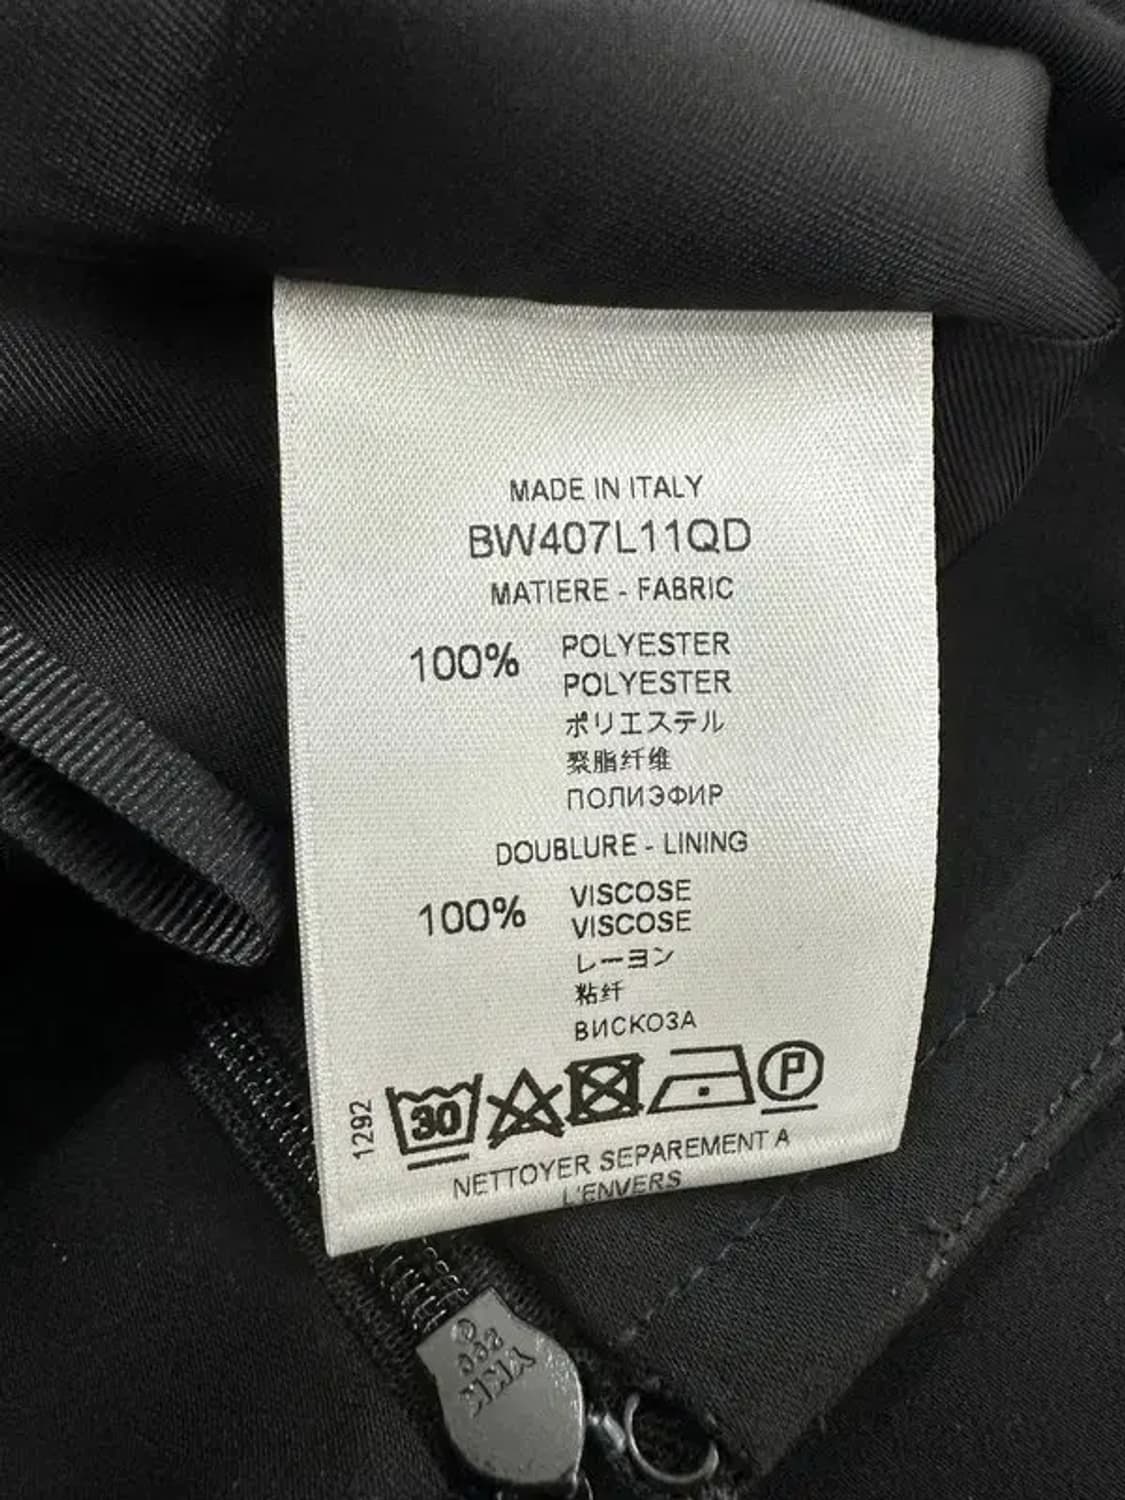 MADE IN ITALY
BW407L11QD
MATIERE - FABRIC
100% POLYESTER
POLYESTER
ポリエステル
聚脂纤维
ПОЛИЭФИР
DOUBLURE - LINING
100% VISCOSE
VISCOSE
レーヨン
粘纤
ВИСКОЗА
1292
30
P
NETTOYER SEPAREMENT A
L'ENVERS
YKK